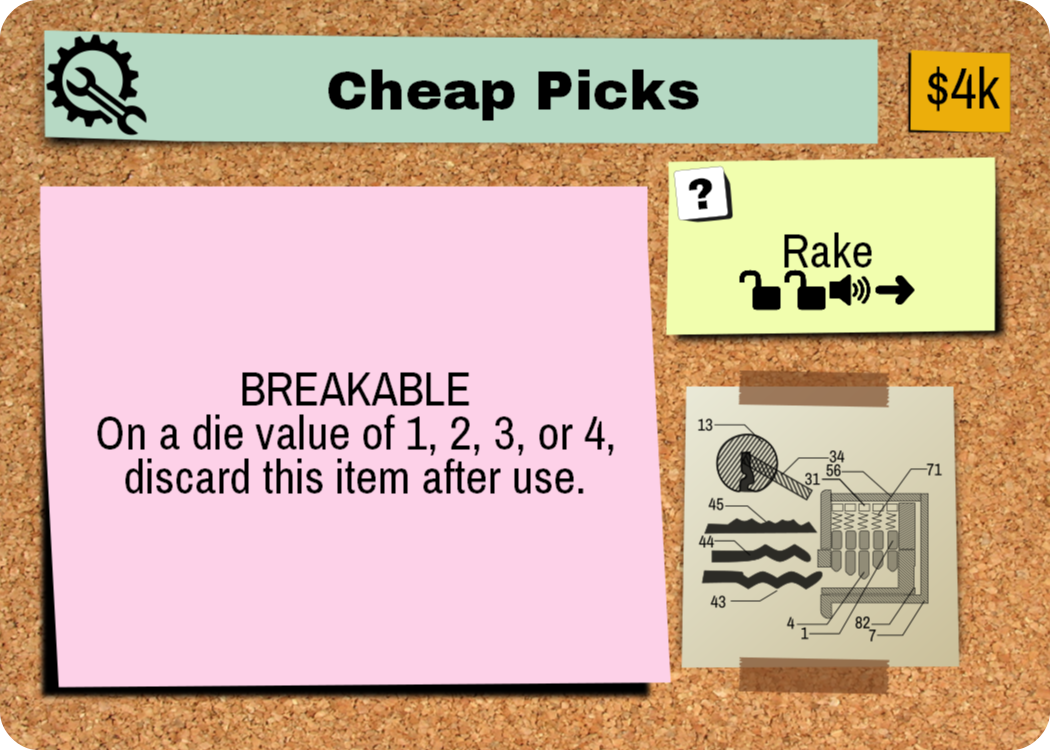 Cheap Picks
$4k
?
Rake
BREAKABLE
On a die value of 1, 2, 3, or 4,
discard this item after use.
13
34
56
31
71
45
44
43
4
1
82
7